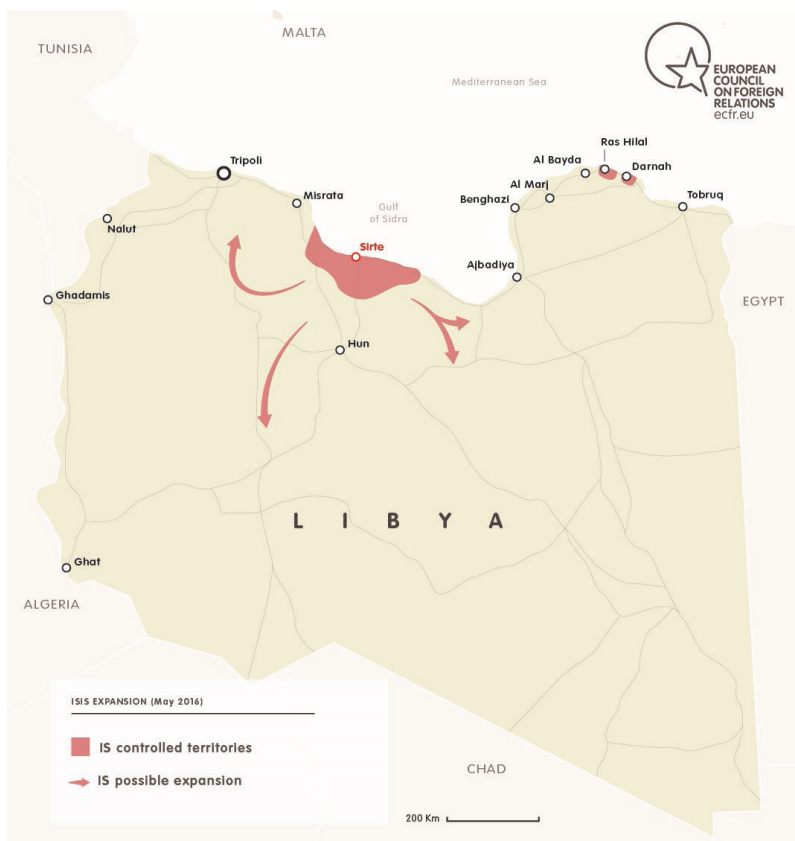 MALTA
TUNISIA
Mediterranean Sea
EUROPEAN
COUNCIL
ON FOREIGN
RELATIONS
ecfr.eu
Ras Hilal
Tripoli
Al Bayda
Darnah
Al Marj
Misrata
Benghazi
Tobruq
Gulf
of Sidra
Nalut
Sirte
Ajbadiya
Ghadamis
EGYPT
Hun
LIBYA
Ghat
ALGERIA
ISIS EXPANSION (May 2016)
IS controlled territories
IS possible expansion
CHAD
200 Km